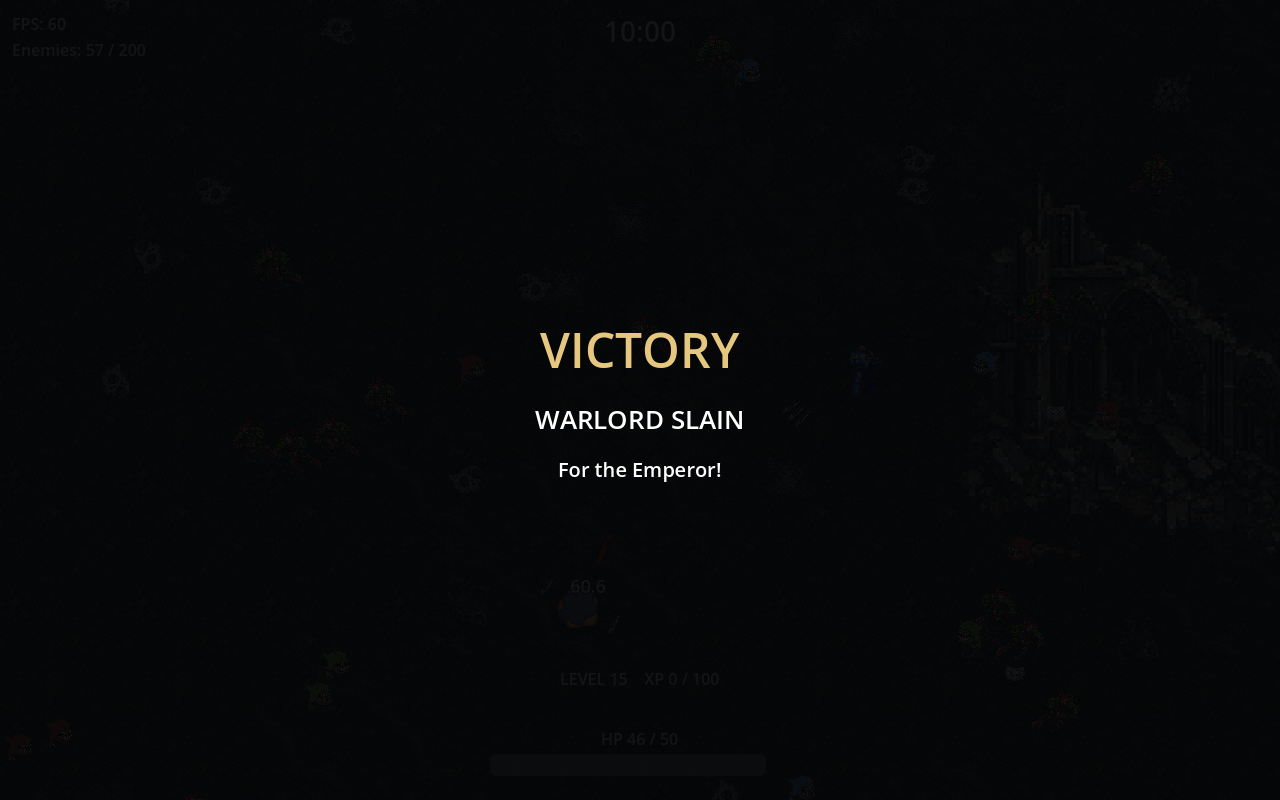 FPS: 60
10:00
Enemies: 57 / 200
VICTORY
WARLORD SLAIN
For the Emperor!
60.6
LEVEL 15 XP 0 / 100
HP 46 / 50